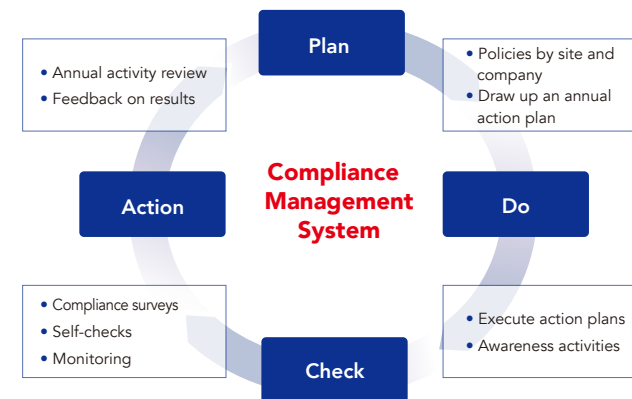 Plan
• Policies by site and
company
• Draw up an annual
action plan
Do
• Execute action plans
• Awareness activities
Check
• Compliance surveys
• Self-checks
• Monitoring
Action
• Annual activity review
• Feedback on results
Compliance
Management
System